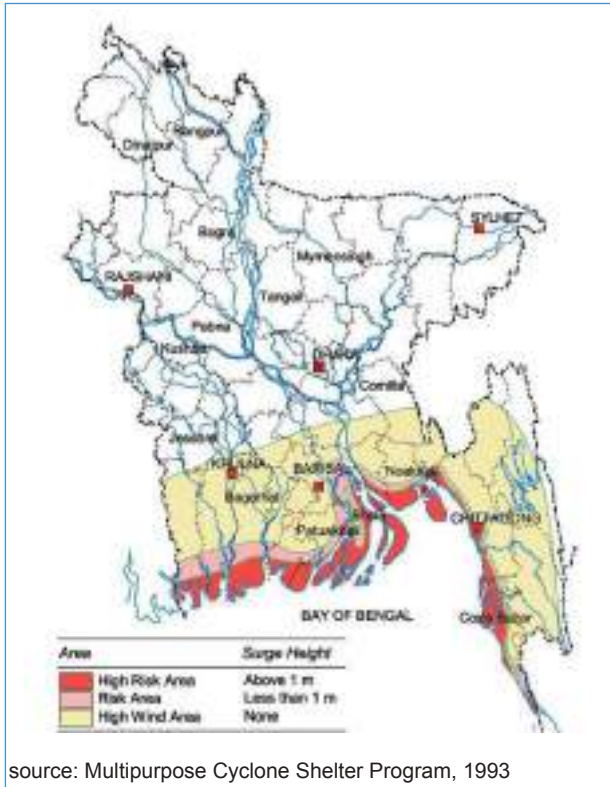 Rangpur
Dinajpur
SYLHET
Bogra
Mymensingh
RAJSHAHI
Tangail
Pabna
Kushtia
DHAKA
Comilla
KHULNA
BARISAL
Noakhali
Bagerhat
CHITTAGONG
Patuakhali
Coxs Bazar
BAY OF BENGAL
Area Surge Height
High Risk Area Above 1 m
Risk Area Less than 1 m
High Wind Area None
source: Multipurpose Cyclone Shelter Program, 1993